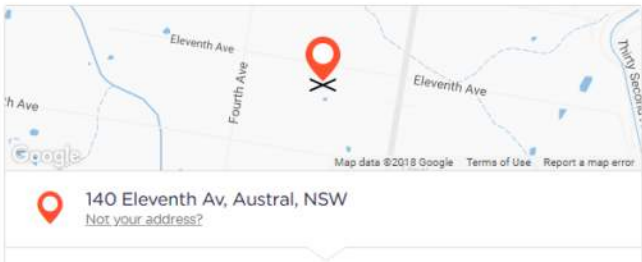 Eleventh Ave
Fourth Ave
Eleventh Ave
Thirty Second
'h Ave
Google
Map data ©2018 Google Terms of Use Report a map error
140 Eleventh Av, Austral, NSW
Not your address?